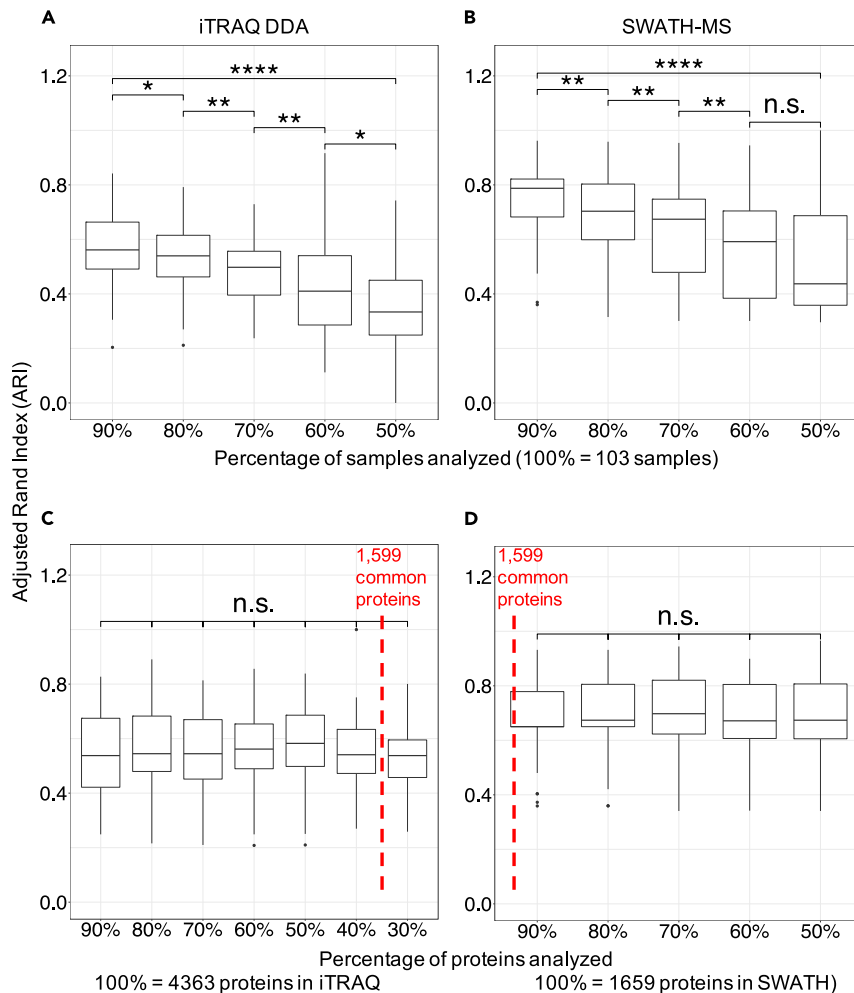 A
iTRAQ DDA
B
SWATH-MS
Adjusted Rand Index (ARI)
1.2
0.8
0.4
0.0
****
*
**
**
*
90%
80%
70%
60%
50%
1.2
0.8
0.4
0.0
****
**
**
**
n.s.
90%
80%
70%
60%
50%
Percentage of samples analyzed (100% = 103 samples)
C
1,599
common
proteins
n.s.
1.2
0.8
0.4
0.0
90%
80%
70%
60%
50%
40%
30%
D
1,599
common
proteins
n.s.
1.2
0.8
0.4
0.0
90%
80%
70%
60%
50%
Percentage of proteins analyzed
100% = 4363 proteins in iTRAQ
100% = 1659 proteins in SWATH)